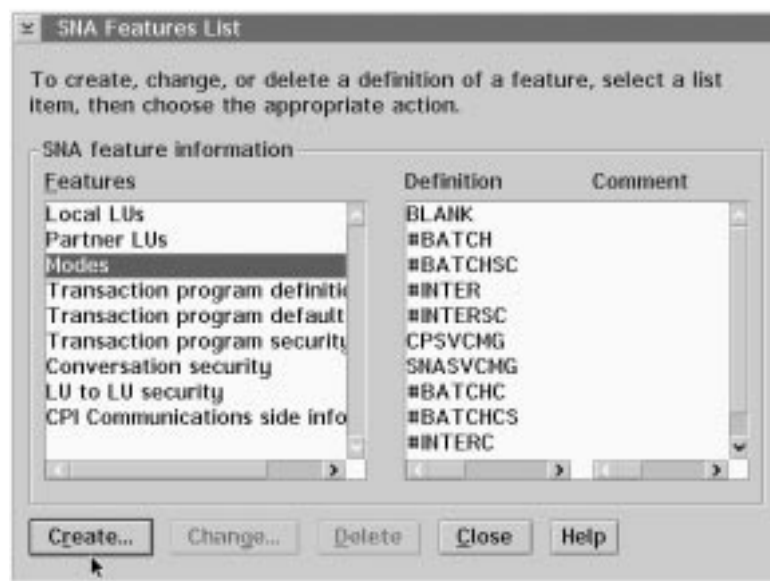 SNA Features List
To create, change, or delete a definition of a feature, select a list
item, then choose the appropriate action.
SNA feature information
Features
Local LUs
Partner LUs
Modes
Transaction program definitio
Transaction program default
Transaction program security
Conversation security
LU to LU security
CPI Communications side info
Definition
BLANK
#BATCH
#BATCHSC
#INTER
#INTERSC
CPSVCMG
SNASVCMG
#BATCHC
#BATCHCS
#INTERC
Comment
Create...
Change...
Delete
Close
Help